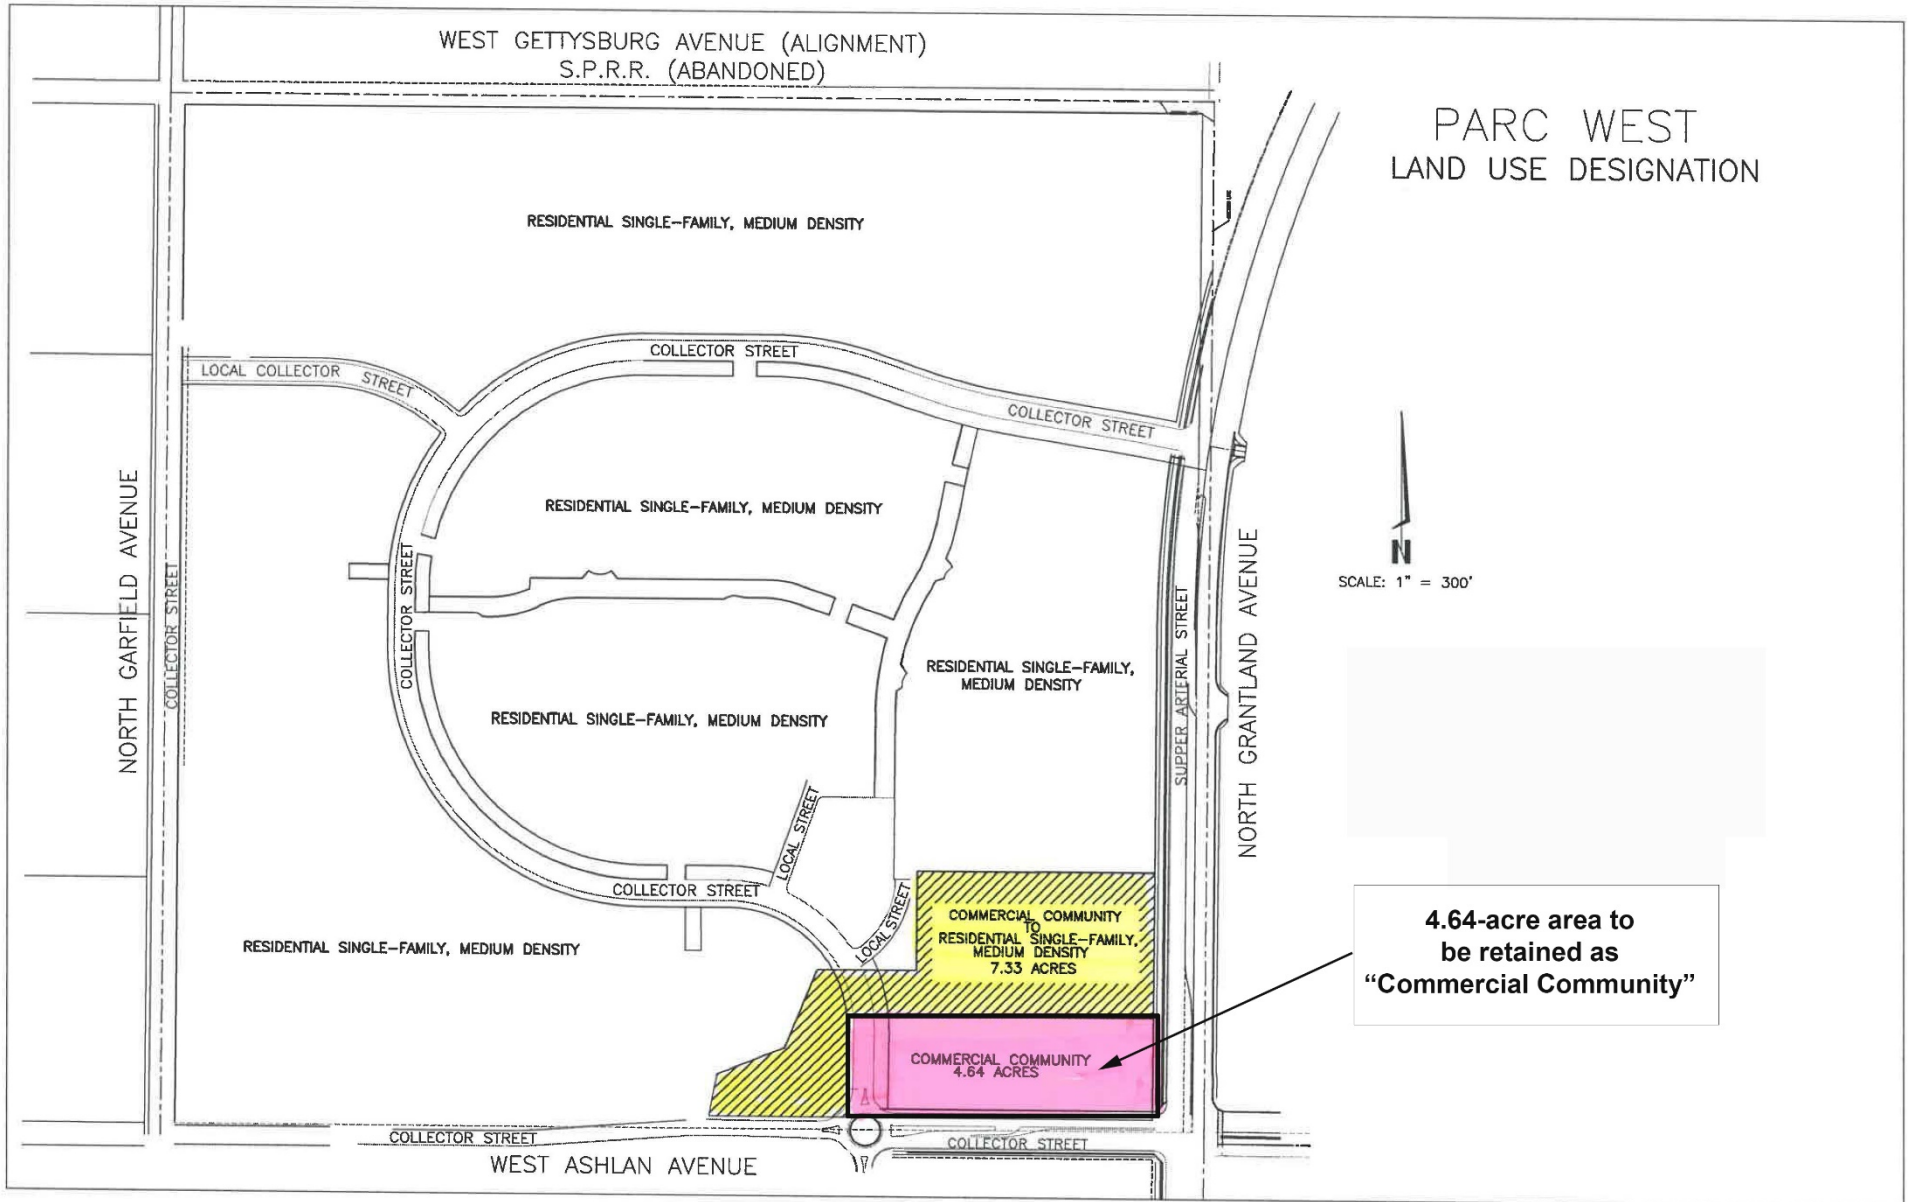 WEST GETTYSBURG AVENUE (ALIGNMENT)
S.P.R.R. (ABANDONED)
PARC WEST
LAND USE DESIGNATION
RESIDENTIAL SINGLE-FAMILY, MEDIUM DENSITY
COLLECTOR STREET
LOCAL COLLECTOR STREET
COLLECTOR STREET
NORTH GARFIELD AVENUE
COLLECTOR STREET
COLLECTOR STREET
RESIDENTIAL SINGLE-FAMILY, MEDIUM DENSITY
N
SCALE: 1" = 300'
RESIDENTIAL SINGLE-FAMILY,
MEDIUM DENSITY
SUPPER ARTERIAL STREET
NORTH GRANTLAND AVENUE
RESIDENTIAL SINGLE-FAMILY, MEDIUM DENSITY
LOCAL STREET
COLLECTOR STREET
LOCAL STREET
RESIDENTIAL SINGLE-FAMILY, MEDIUM DENSITY
COMMERCIAL COMMUNITY
TO
RESIDENTIAL SINGLE-FAMILY,
MEDIUM DENSITY
7.33 ACRES
4.64-acre area to
be retained as
“Commercial Community”
COMMERCIAL COMMUNITY
4.64 ACRES
COLLECTOR STREET
COLLECTOR STREET
WEST ASHLAN AVENUE